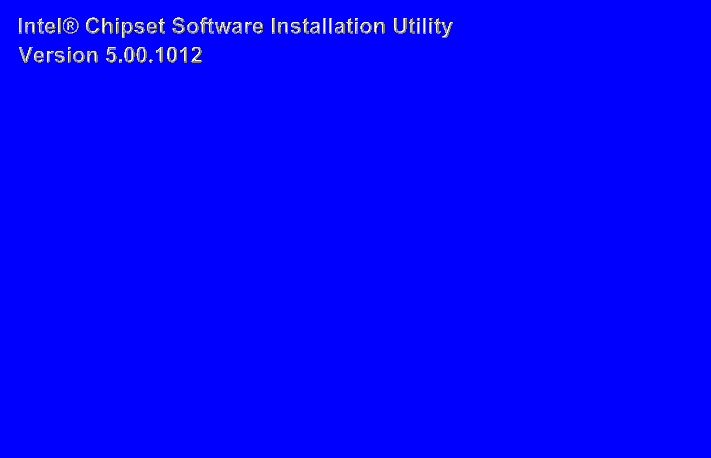 Intel® Chipset Software Installation Utility
Version 5.00.1012